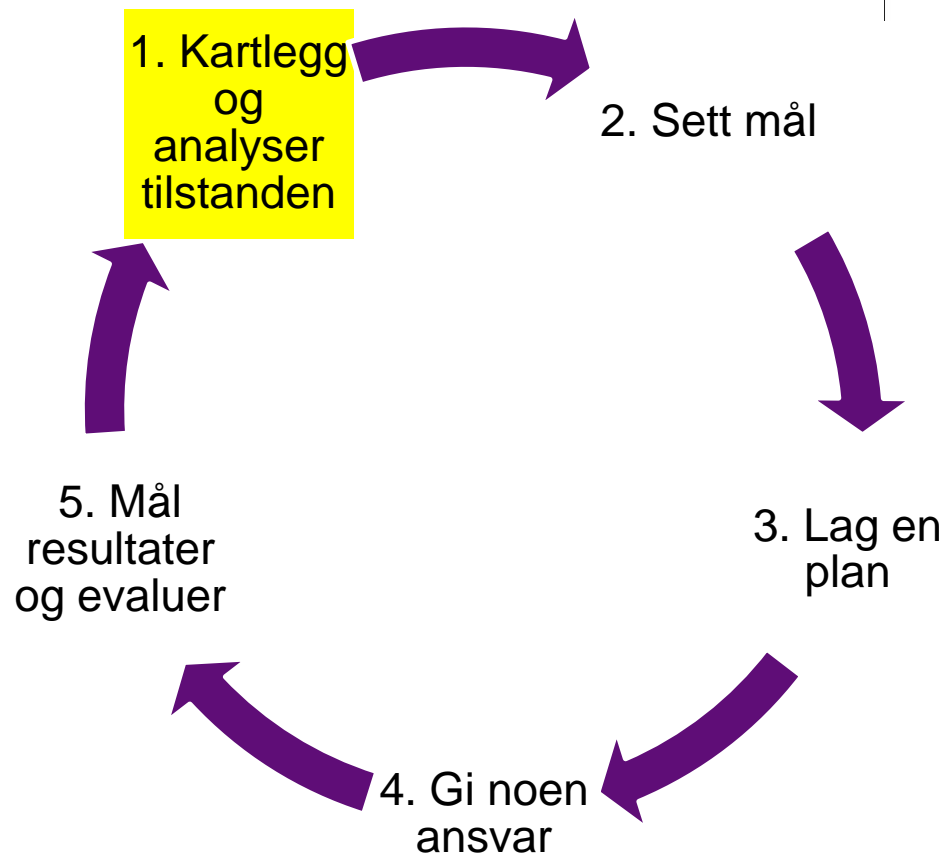 1. Kartlegg
og
analyser
tilstanden
2. Sett mål
3. Lag en
plan
4. Gi noen
ansvar
5. Mål
resultater
og evaluer